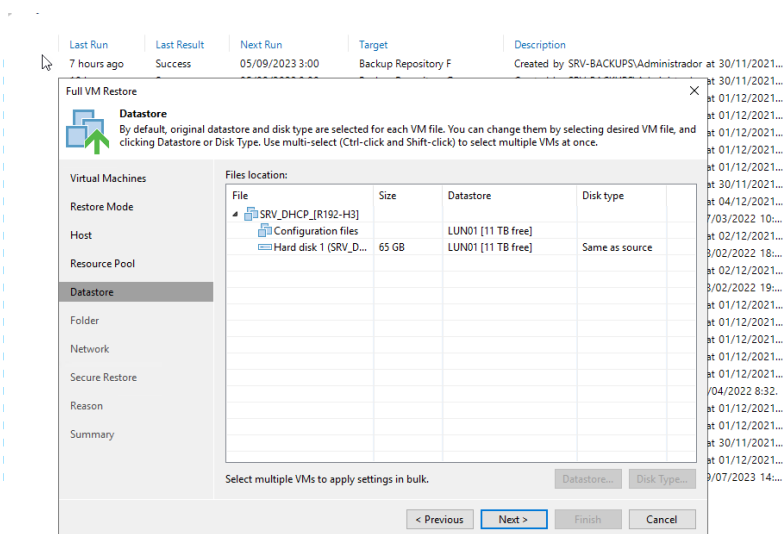 Last Run Last Result Next Run Target Description
7 hours ago Success 05/09/2023 3:00 Backup Repository F Created by SRV-BACKUPS\Administrador at 30/11/2021...
at 30/11/2021...
Full VM Restore
at 01/12/2021...
Datastore
at 01/12/2021...
By default, original datastore and disk type are selected for each VM file. You can change them by selecting desired VM file, and
at 01/12/2021...
clicking Datastore or Disk Type. Use multi-select (Ctrl-click and Shift-click) to select multiple VMs at once.
at 01/12/2021...
at 01/12/2021...
Virtual Machines Files location:
at 30/11/2021...
File Size Datastore Disk type
at 04/12/2021...
Restore Mode SRV_DHCP_[R192-H3]
7/03/2022 10:...
Host Configuration files LUN01 [11 TB free]
at 02/12/2021...
Hard disk 1 (SRV_D... 65 GB LUN01 [11 TB free] Same as source
3/02/2022 18:...
Resource Pool
at 02/12/2021...
Datastore
3/02/2022 19:...
at 01/12/2021...
Folder
at 01/12/2021...
at 01/12/2021...
Network
at 01/12/2021...
Secure Restore
/04/2022 8:32.
Reason
at 01/12/2021...
at 01/12/2021...
Summary
at 30/11/2021...
at 01/12/2021...
Select multiple VMs to apply settings in bulk. Datastore... Disk Type...
9/07/2023 14:...
< Previous Next > Finish Cancel